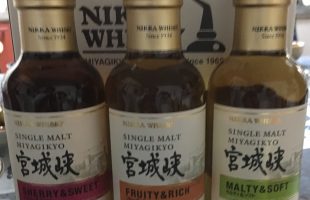 NIKKA
WHISKY
MIYAGIKYO
Since 1969
NIKKA WHISKY
SINGLE MALT
MIYAGIKYO
宮城峡
SHERRY&SWEET
NIKKA WHISKY
SINGLE MALT
MIYAGIKYO
宮城峡
FRUITY&RICH
NIKKA WHISKY
SINGLE MALT
MIYAGIKYO
宮城峡
MALTY&SOFT